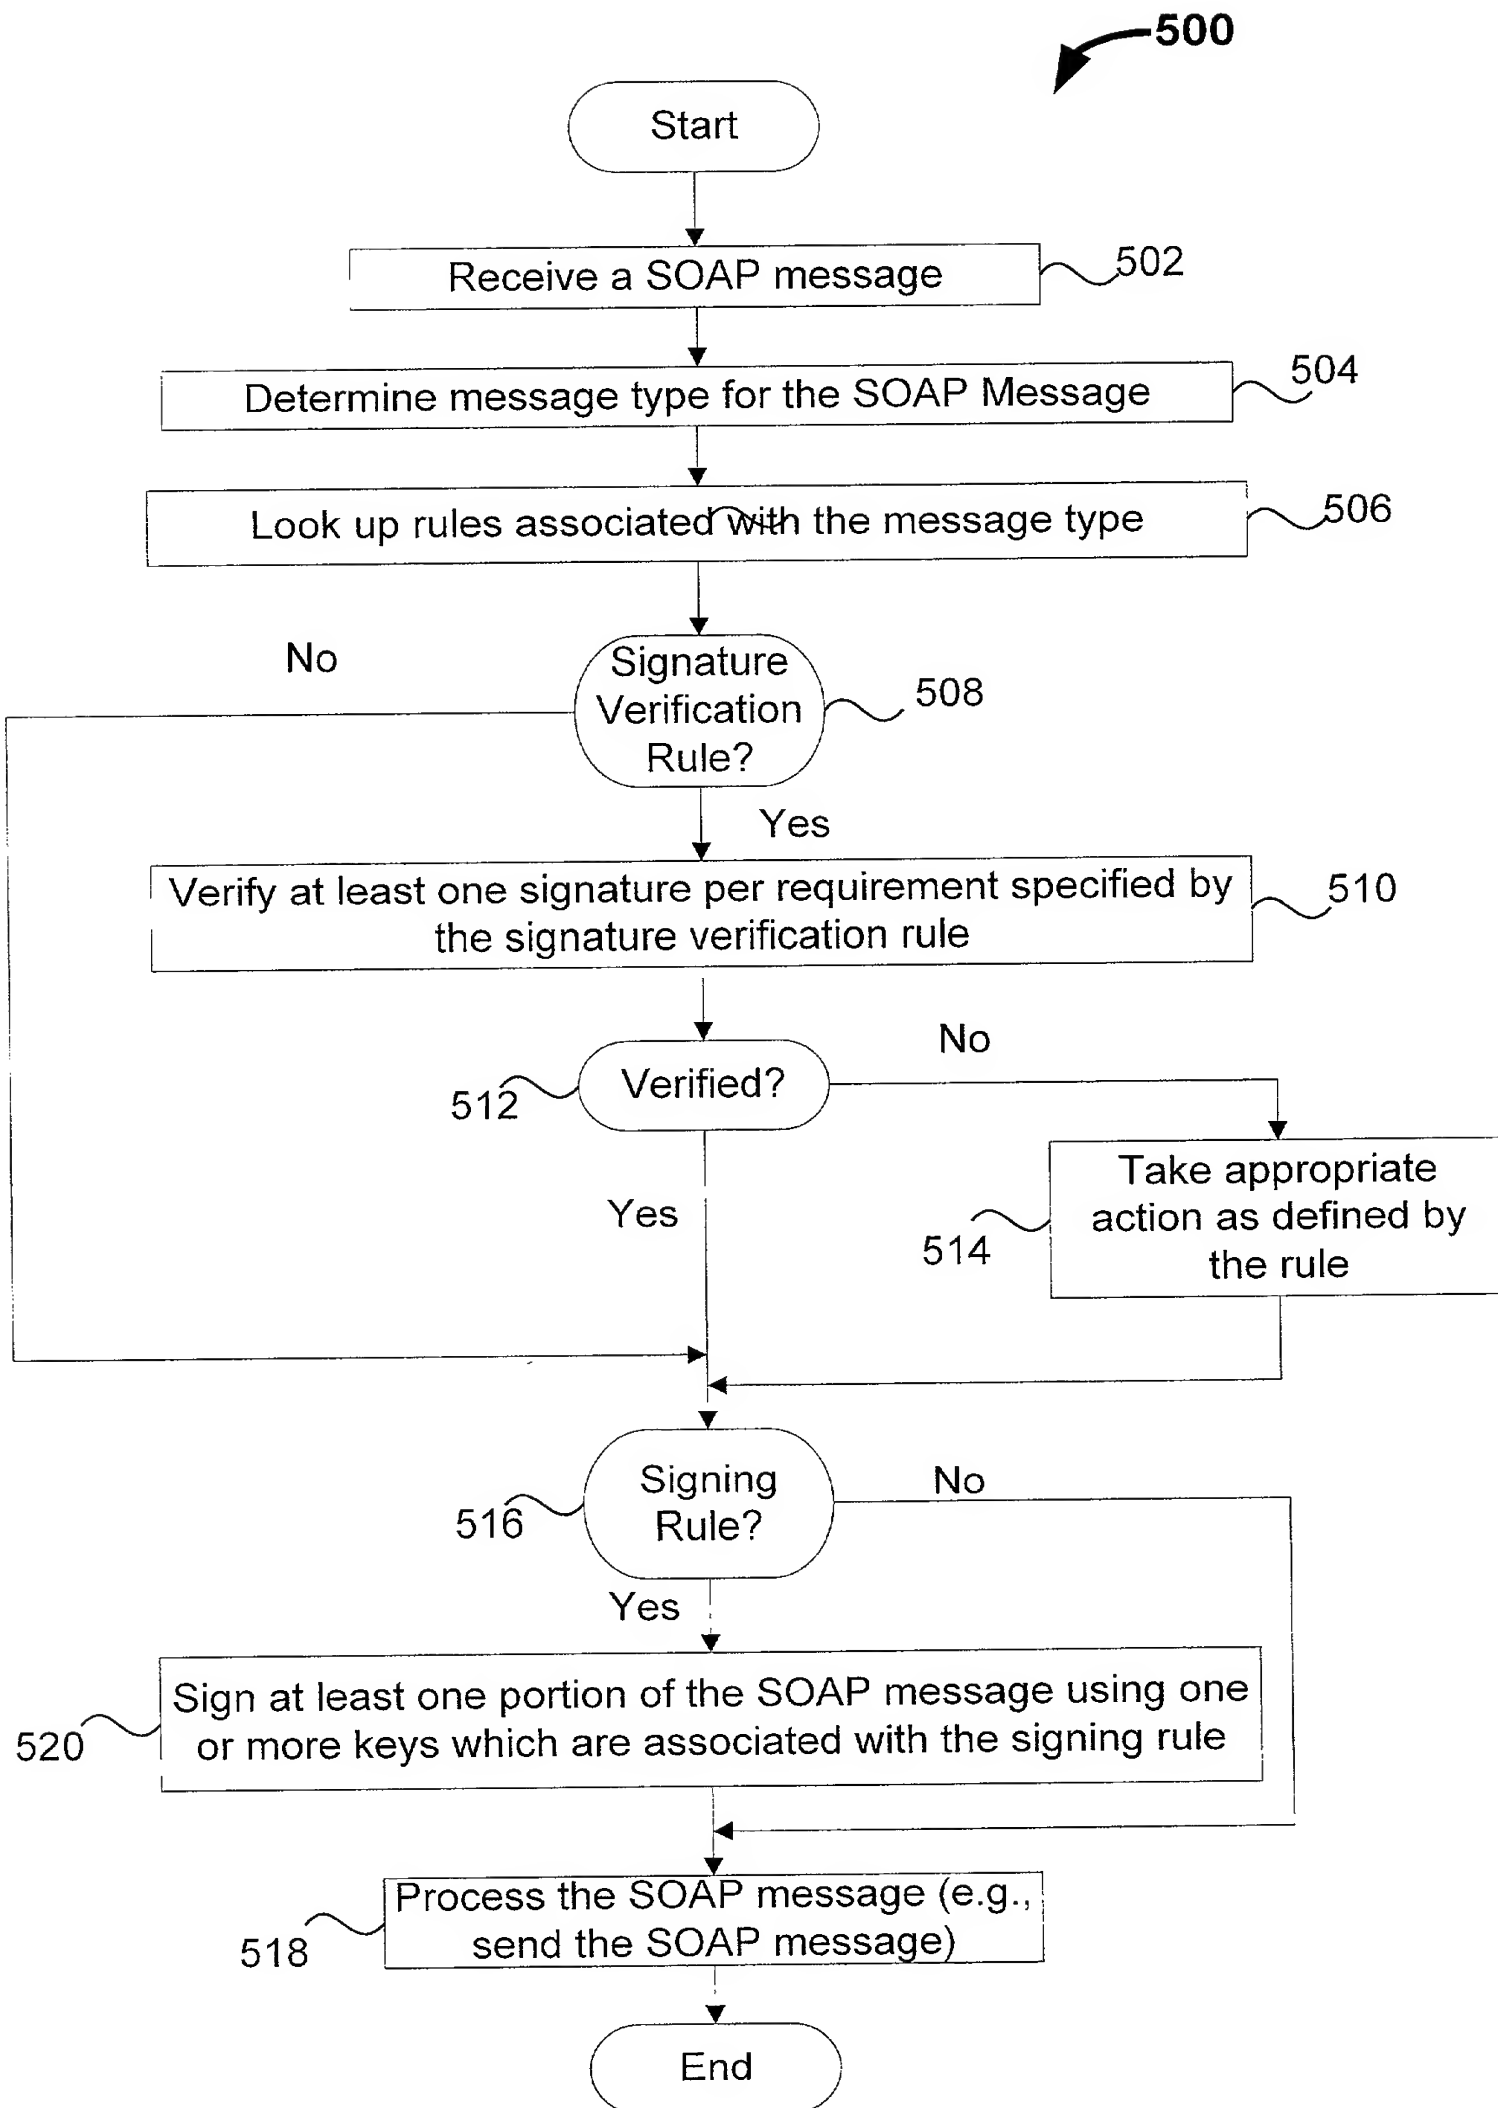 500
Start
Receive a SOAP message
502
Determine message type for the SOAP Message
504
Look up rules associated with the message type
506
No
Signature
Verification
Rule?
508
Yes
Verify at least one signature per requirement specified by
the signature verification rule
510
No
512
Verified?
Yes
Take appropriate
action as defined by
the rule
514
516
Signing
Rule?
No
Yes
Sign at least one portion of the SOAP message using one
or more keys which are associated with the signing rule
520
Process the SOAP message (e.g.,
send the SOAP message)
518
End